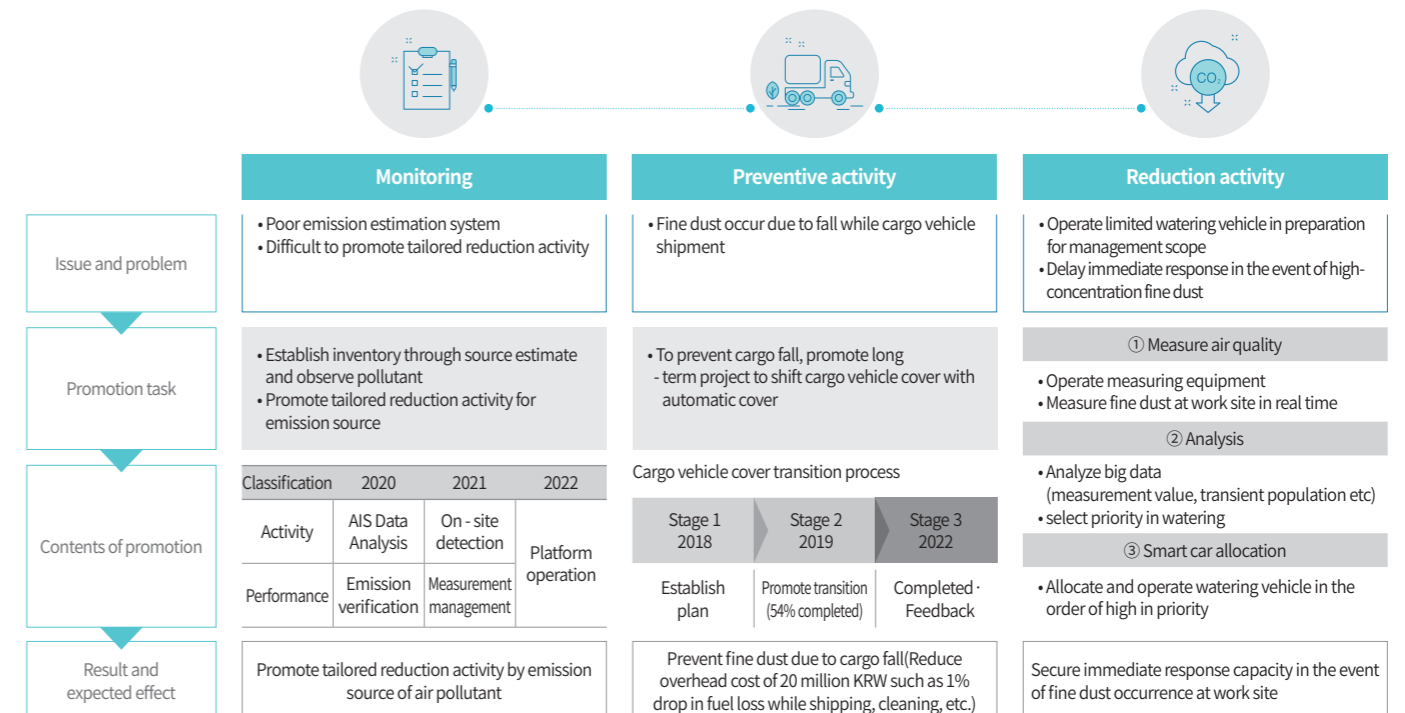 CO₂
Monitoring
Preventive activity
Reduction activity
Issue and problem
• Poor emission estimation system
• Difficult to promote tailored reduction activity
• Fine dust occur due to fall while cargo vehicle
shipment
• Operate limited watering vehicle in preparation
for management scope
• Delay immediate response in the event of high-
concentration fine dust
Promotion task
• Establish inventory through source estimate
and observe pollutant
• Promote tailored reduction activity for
emission source
• To prevent cargo fall, promote long
- term project to shift cargo vehicle cover with
automatic cover
① Measure air quality
• Operate measuring equipment
• Measure fine dust at work site in real time
② Analysis
• Analyze big data
(measurement value, transient population etc)
• select priority in watering
③ Smart car allocation
• Allocate and operate watering vehicle in the
order of high in priority
Contents of promotion
Classification 2020 2021 2022
Activity
AIS Data
Analysis
On - site
detection
Platform
operation
Performance
Emission
verification
Measurement
management
Cargo vehicle cover transition process
Stage 1
2018
Stage 2
2019
Stage 3
2022
Establish
plan
Promote transition
(54% completed)
Completed ·
Feedback
Result and
expected effect
Promote tailored reduction activity by emission
source of air pollutant
Prevent fine dust due to cargo fall(Reduce
overhead cost of 20 million KRW such as 1%
drop in fuel loss while shipping, cleaning, etc.)
Secure immediate response capacity in the event
of fine dust occurrence at work site